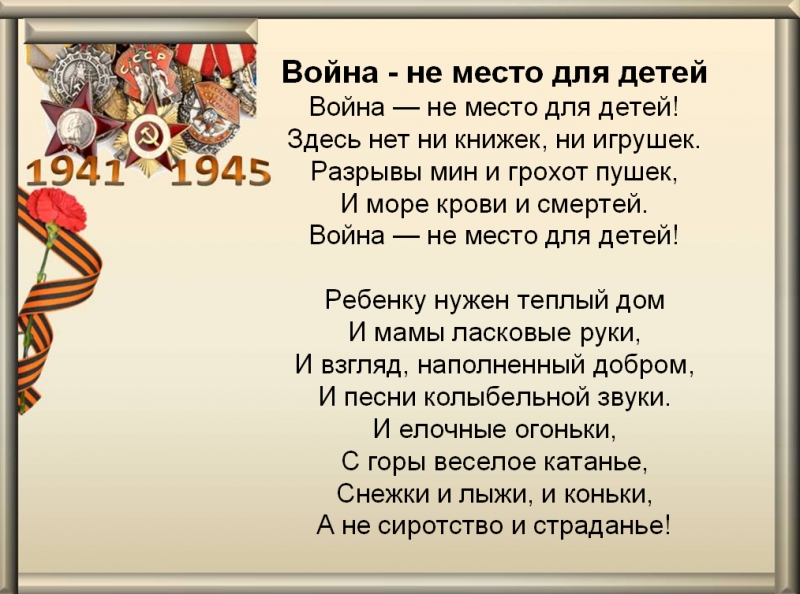 Война - не место для детей
Война — не место для детей!
Здесь нет ни книжек, ни игрушек.
Разрывы мин и грохот пушек,
И море крови и смертей.
Война — не место для детей!
Ребенку нужен теплый дом
И мамы ласковые руки,
И взгляд, наполненный добром,
И песни колыбельной звуки.
И елочные огоньки,
С горы веселое катанье,
Снежки и лыжи, и коньки,
А не сиротство и страданье!
СССР
1941 1945